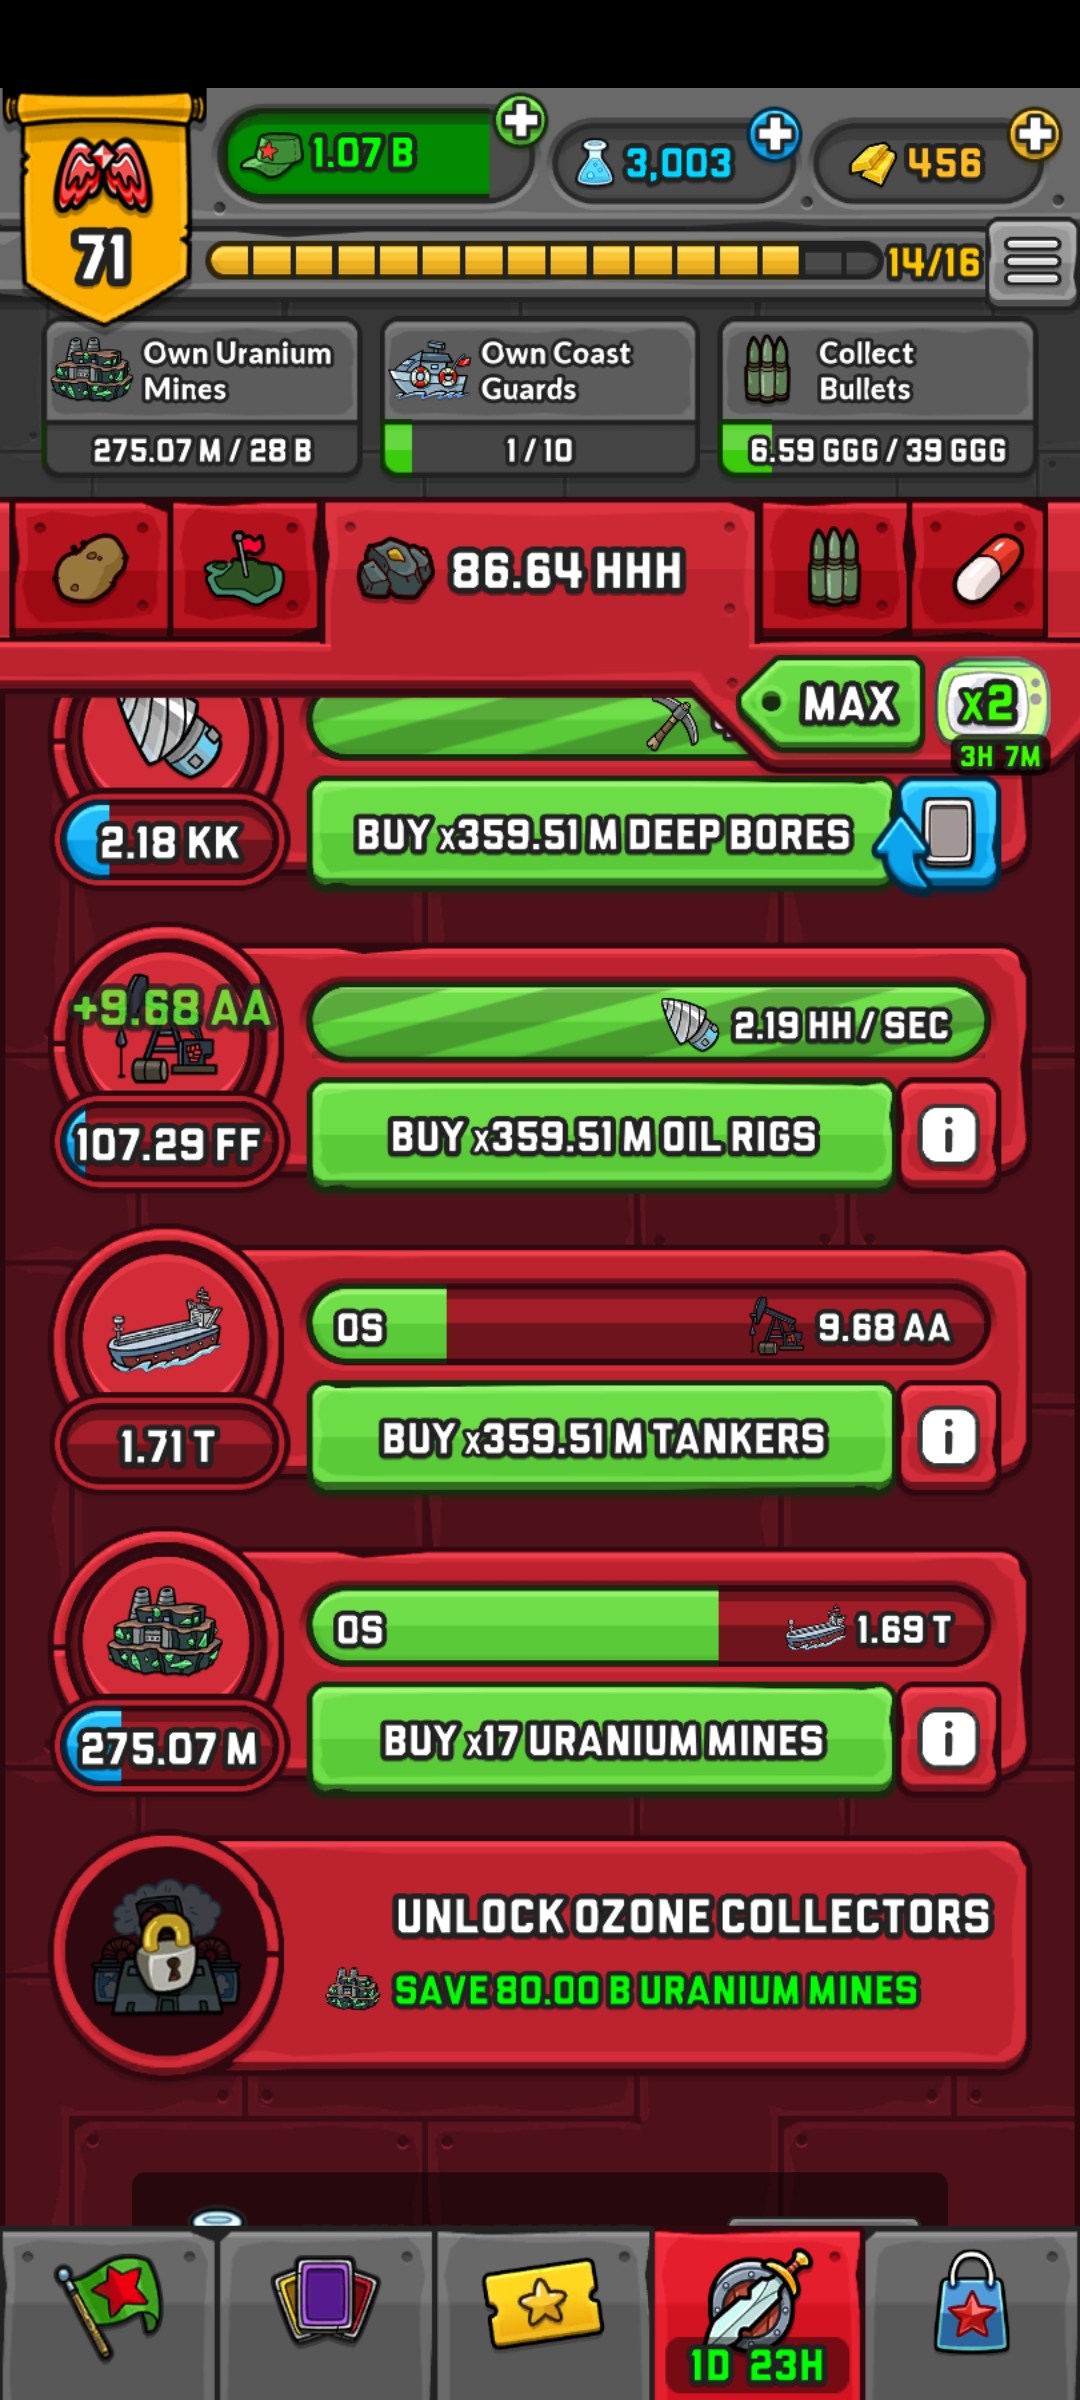 1.07 B
3,003
456
71
14/16
Own Uranium
Mines
275.07 M / 28 B
Own Coast
Guards
1 / 10
Collect
Bullets
6.59 GGG / 39 GGG
86.64 HHH
MAX
x2
3H 7M
2.18 KK
BUY x359.51 M DEEP BORES
+9.68 AA
2.19 HH / SEC
107.29 FF
BUY x359.51 M OIL RIGS
i
0S
9.68 AA
1.71 T
BUY x359.51 M TANKERS
i
0S
1.69 T
275.07 M
BUY x17 URANIUM MINES
i
UNLOCK OZONE COLLECTORS
SAVE 80.00 B URANIUM MINES
1D 23H